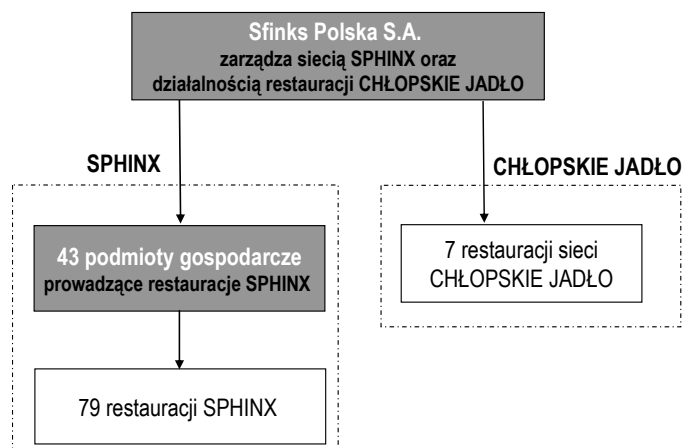 Sfinks Polska S.A.
zarządza siecią SPHINX oraz
działalnością restauracji CHŁOPSKIE JADŁO
SPHINX
CHŁOPSKIE JADŁO
43 podmioty gospodarcze
prowadzące restauracje SPHINX
7 restauracji sieci
CHŁOPSKIE JADŁO
79 restauracji SPHINX